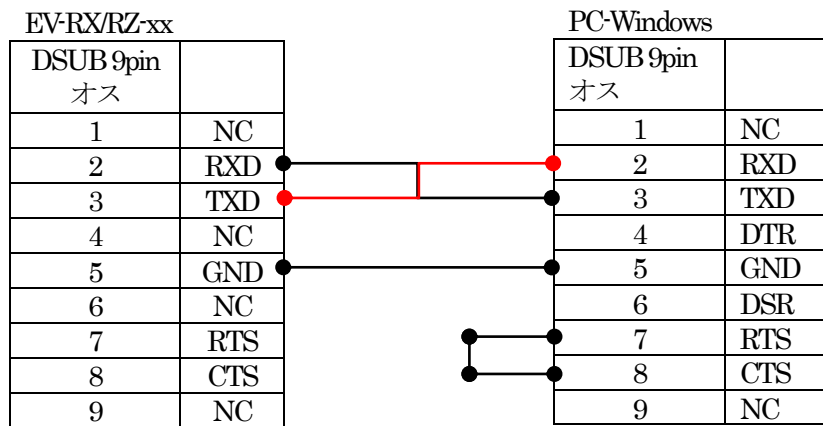 EV-RX/RZ-xx PC-Windows
DSUB 9pin DSUB 9pin
オス オス
1 NC 1 NC
2 RXD 2 RXD
3 TXD 3 TXD
4 NC 4 DTR
5 GND 5 GND
6 NC 6 DSR
7 RTS 7 RTS
8 CTS 8 CTS
9 NC 9 NC